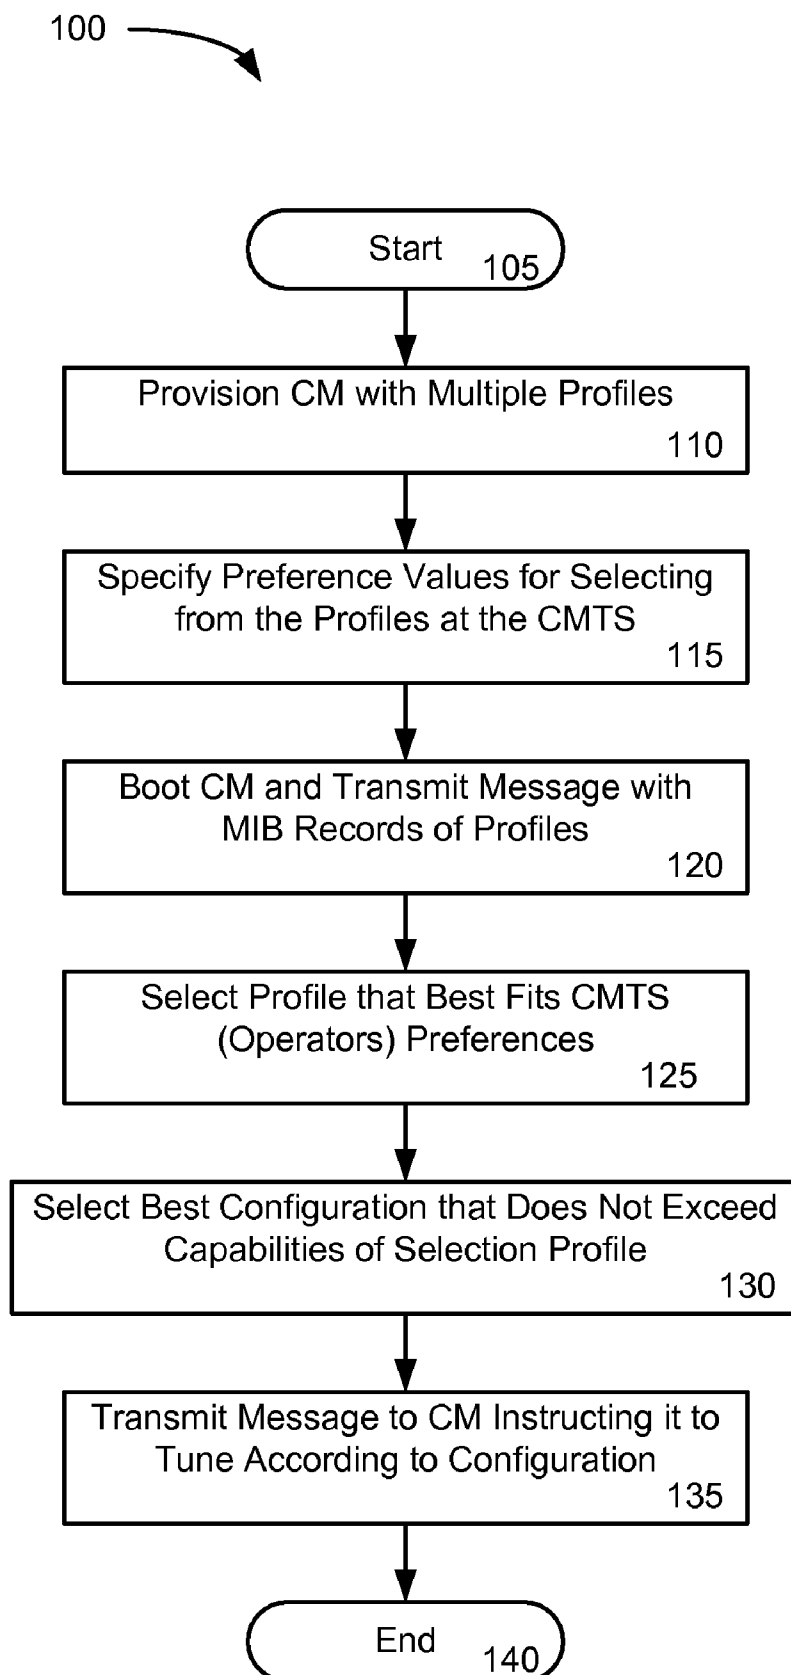 100
Start
105
Provision CM with Multiple Profiles
110
Specify Preference Values for Selecting
from the Profiles at the CMTS
115
Boot CM and Transmit Message with
MIB Records of Profiles
120
Select Profile that Best Fits CMTS
(Operators) Preferences
125
Select Best Configuration that Does Not Exceed
Capabilities of Selection Profile
130
Transmit Message to CM Instructing it to
Tune According to Configuration
135
End
140